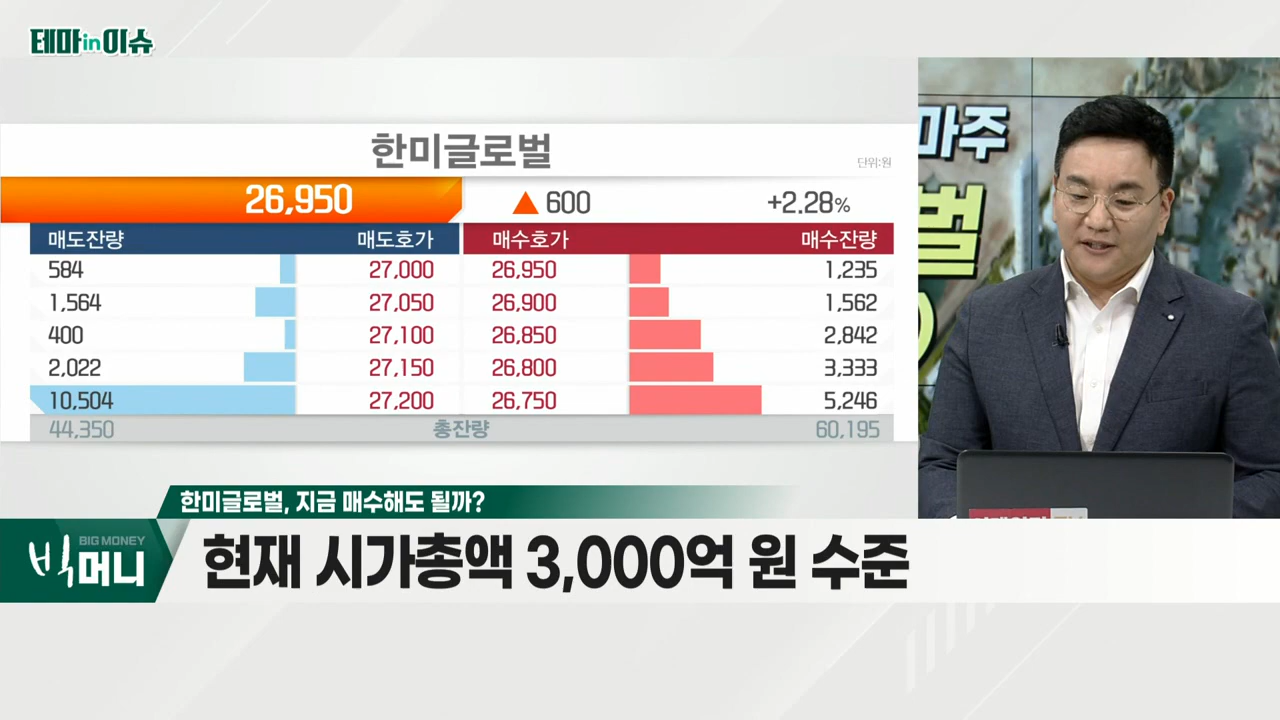 테마in이슈
마주
벌
한미글로벌
단위:원
26,950 ▲ 600 +2.28%
매도잔량 매도호가 매수호가 매수잔량
584 27,000 26,950 1,235
1,564 27,050 26,900 1,562
400 27,100 26,850 2,842
2,022 27,150 26,800 3,333
10,504 27,200 26,750 5,246
44,350 총잔량 60,195
한미글로벌, 지금 매수해도 될까?
BIG MONEY
빅머니
현재 시가총액 3,000억 원 수준